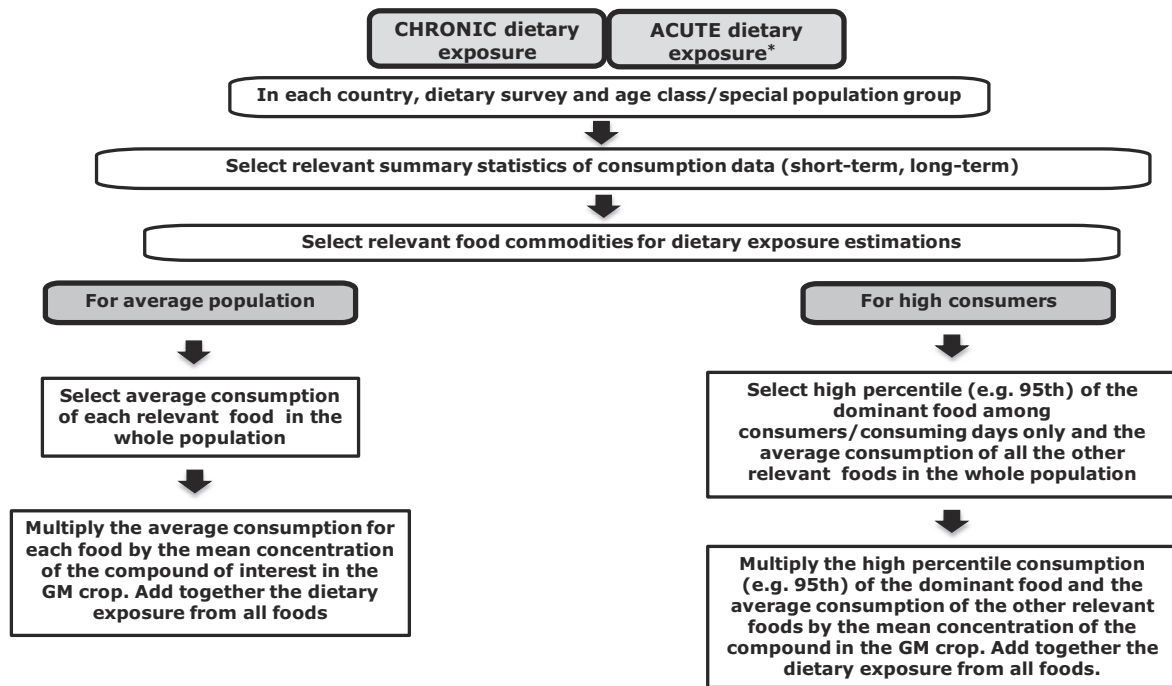 CHRONIC dietary
exposure
ACUTE dietary
exposure*
In each country, dietary survey and age class/special population group
Select relevant summary statistics of consumption data (short-term, long-term)
Select relevant food commodities for dietary exposure estimations
For average population
Select average consumption
of each relevant food in the
whole population
Multiply the average consumption for
each food by the mean concentration
of the compound of interest in the
GM crop. Add together the dietary
exposure from all foods
For high consumers
Select high percentile (e.g. 95th) of the
dominant food among
consumers/consuming days only and the
average consumption of all the other
relevant foods in the whole population
Multiply the high percentile consumption
(e.g. 95th) of the dominant food and the
average consumption of the other relevant
foods by the mean concentration of the
compound in the GM crop. Add together the
dietary exposure from all foods.